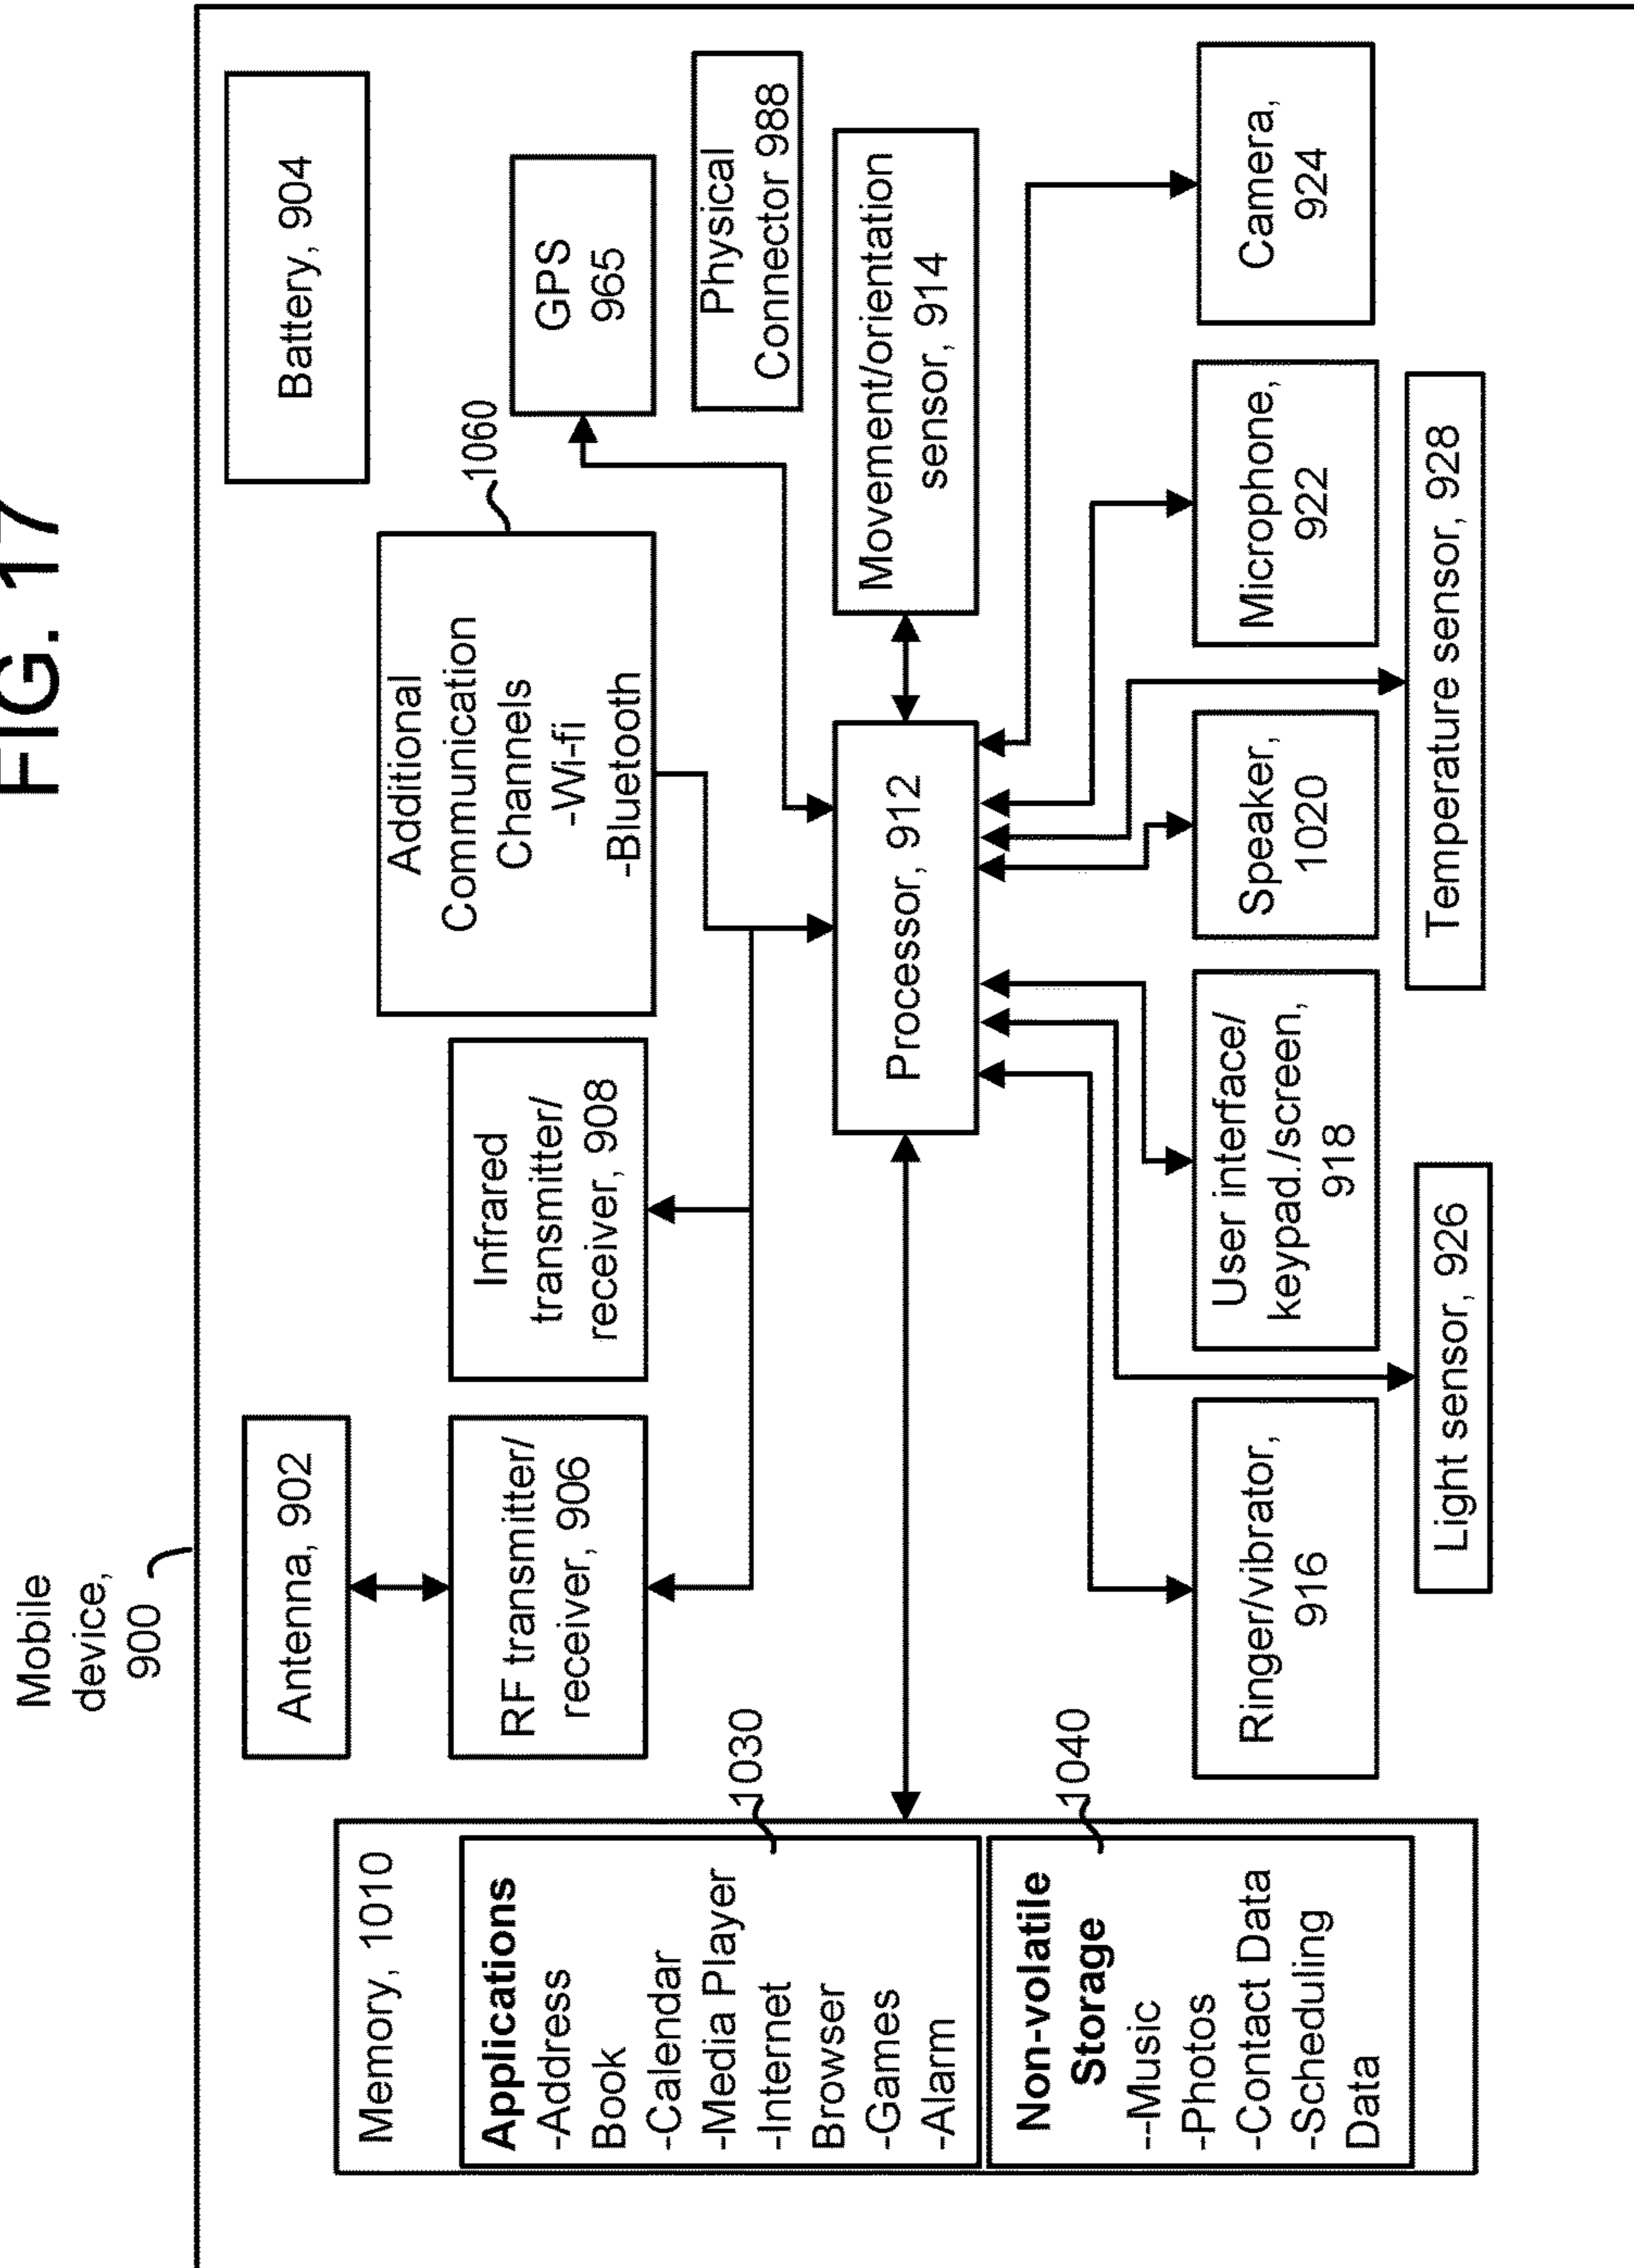 FIG. 17
Mobile
device,
900
Memory, 1010
Applications
-Address
Book
-Calendar
-Media Player
-Internet
Browser
-Games
-Alarm
1030
Non-volatile
Storage
--Music
-Photos
-Contact Data
-Scheduling
Data
1040
Antenna, 902
RF transmitter/
receiver, 906
Infrared
transmitter/
receiver, 908
Additional
Communication
Channels
-Wi-fi
-Bluetooth
1060
Battery, 904
GPS
965
Physical
Connector 988
Processor, 912
Movement/orientation
sensor, 914
Ringer/vibrator,
916
User interface/
keypad./screen,
918
Speaker,
1020
Microphone,
922
Camera,
924
Light sensor, 926
Temperature sensor, 928